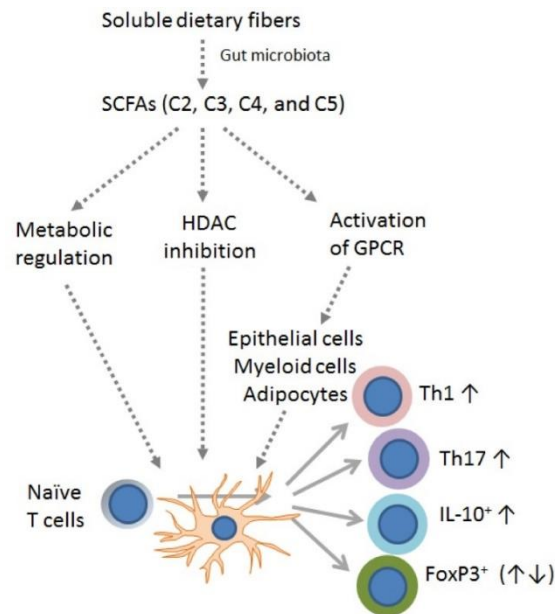 Soluble dietary fibers
Gut microbiota
SCFAs (C2, C3, C4, and C5)
Metabolic
regulation
HDAC
inhibition
Activation
of GPCR
Epithelial cells
Myeloid cells
Adipocytes
Th1 ↑
Th17 ↑
Naïve
T cells
IL-10⁺ ↑
FoxP3⁺ (↑↓)